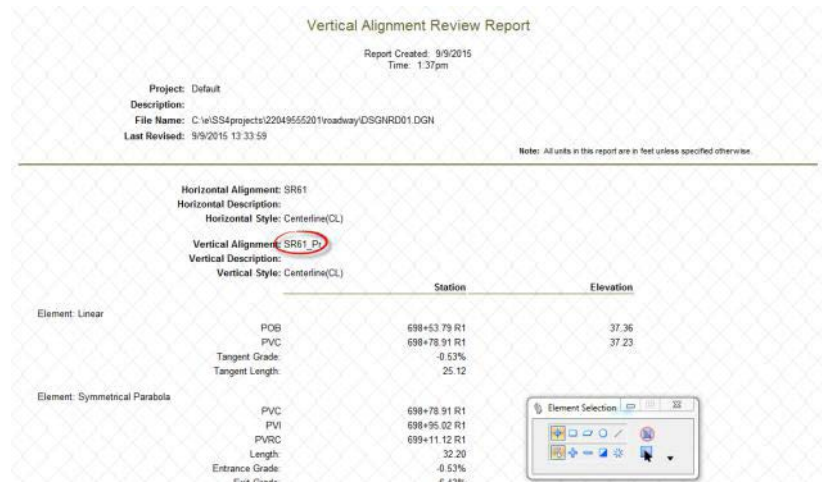 Vertical Alignment Review Report
Report Created: 9/9/2015
Time: 1:37pm
Project: Default
Description:
File Name: C:\e\SS4projects\22049555201\roadway\DSGNRD01.DGN
Last Revised: 9/9/2015 13:33:59
Note: All units in this report are in feet unless specified otherwise.
Horizontal Alignment: SR61
Horizontal Description:
Horizontal Style: Centerline(CL)
Vertical Alignment: SR61_Pr
Vertical Description:
Vertical Style: Centerline(CL)
Station Elevation
Element: Linear
POB 698+53.79 R1 37.36
PVC 698+78.91 R1 37.23
Tangent Grade: -0.53%
Tangent Length: 25.12
Element: Symmetrical Parabola
PVC 698+78.91 R1
PVI 698+95.02 R1
PVRC 699+11.12 R1
Length: 32.20
Entrance Grade: -0.53%
Exit Grade:
Element Selection